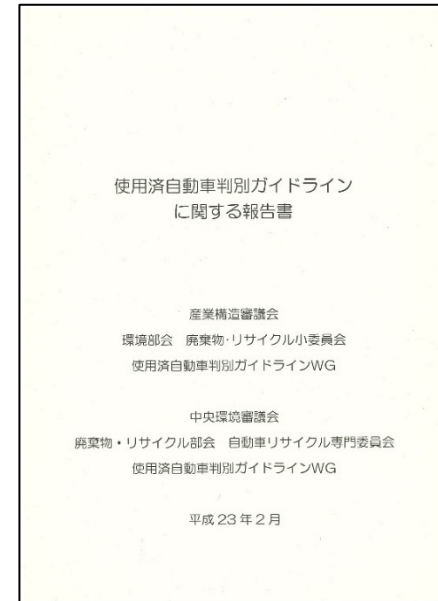 使用済自動車判別ガイドライン
に関する報告書
産業構造審議会
環境部会　廃棄物･リサイクル小委員会
使用済自動車判別ガイドラインWG
中央環境審議会
廃棄物・リサイクル部会　自動車リサイクル専門委員会
使用済自動車判別ガイドラインWG
平成 23 年 2 月